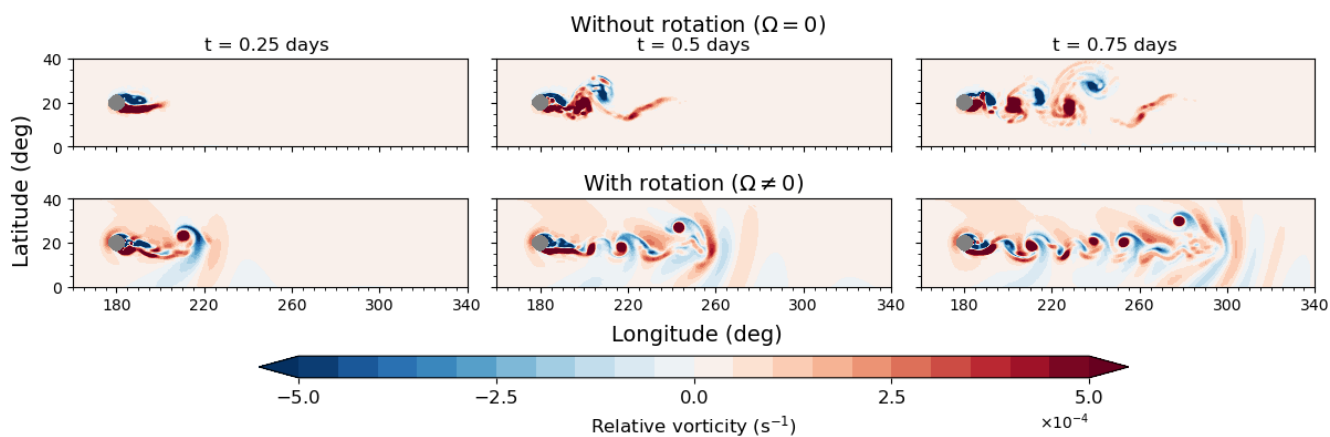 Without rotation (Ω = 0)
t = 0.25 days
t = 0.5 days
t = 0.75 days
40
20
0
With rotation (Ω ≠ 0)
40
20
0
180 220 260 300 340
180 220 260 300 340
180 220 260 300 340
Latitude (deg)
Longitude (deg)
−5.0 −2.5 0.0 2.5 5.0
Relative vorticity (s⁻¹)
×10⁻⁴